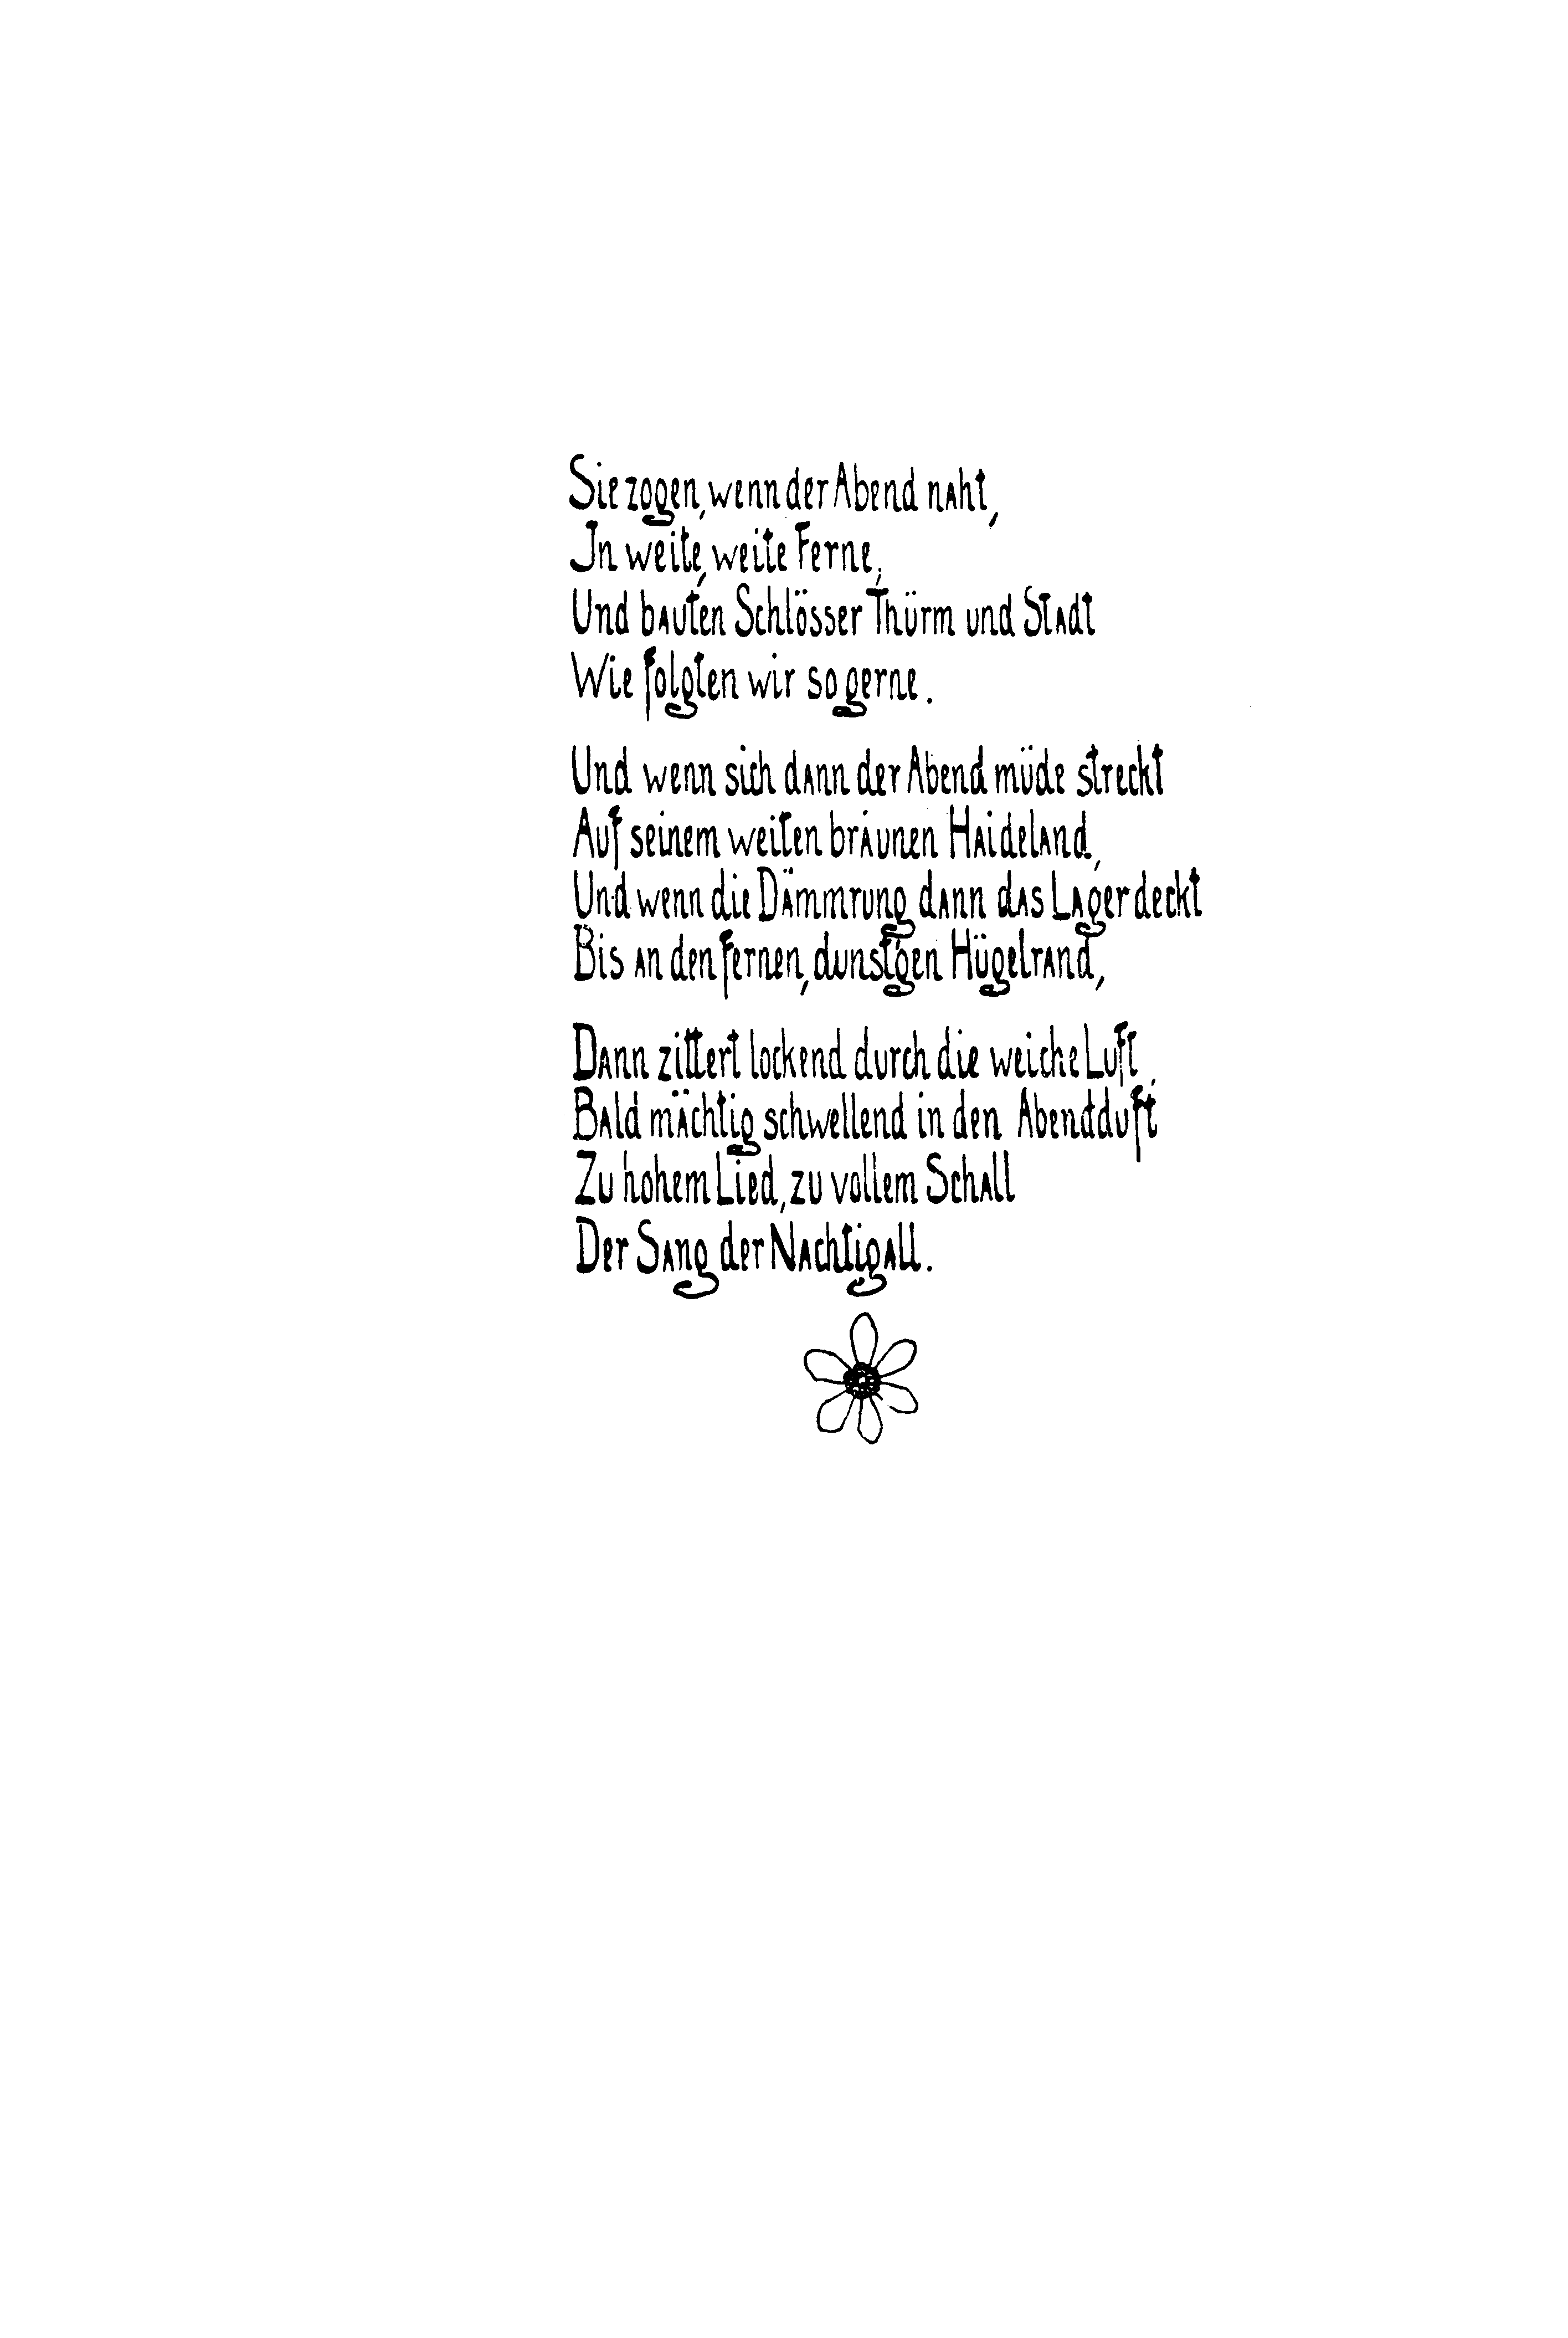 Sie zogen, wenn der Abend naht,
In weite, weite Ferne,
Und bauten Schlösser Thürm und Stadt
Wie folgten wir so gerne.
Und wenn sich dann der Abend müde streckt
Auf seinem weiten braunen Haideland,
Und wenn die Dämmrung dann das Lager deckt
Bis an den fernen, dunst'gen Hügelrand,
Dann zittert lockend durch die weiche Luft,
Bald mächtig schwellend in den Abendduft
Zu hohem Lied, zu vollem Schall
Der Sang der Nachtigall.